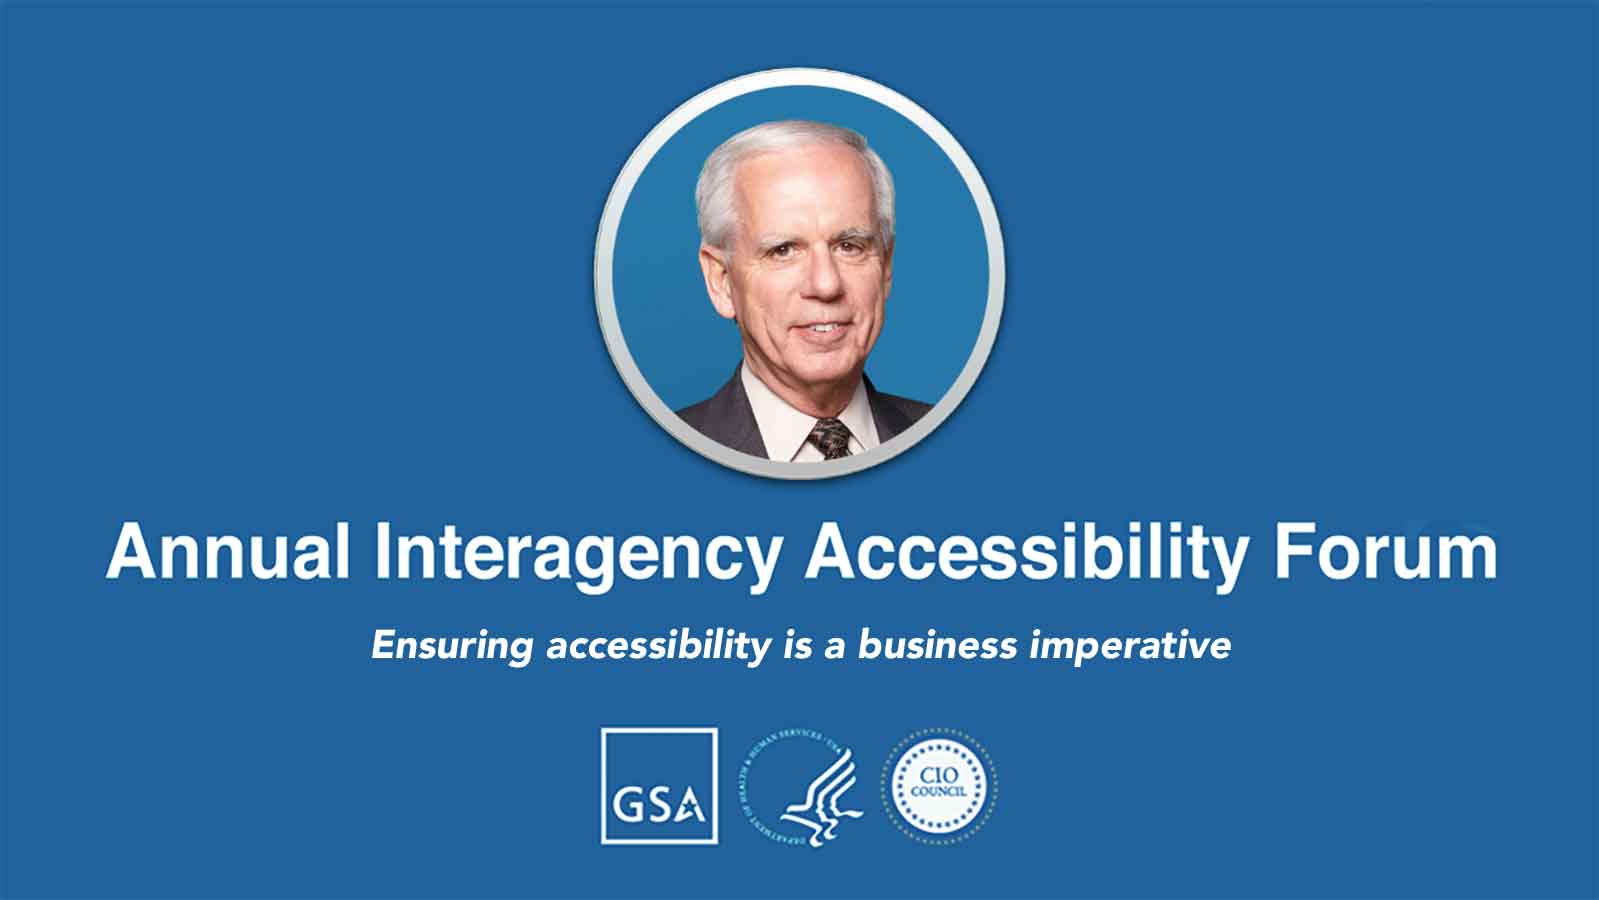 Annual Interagency Accessibility Forum
Ensuring accessibility is a business imperative
GSA
DEPARTMENT OF HEALTH & HUMAN SERVICES · USA
CIO
COUNCIL